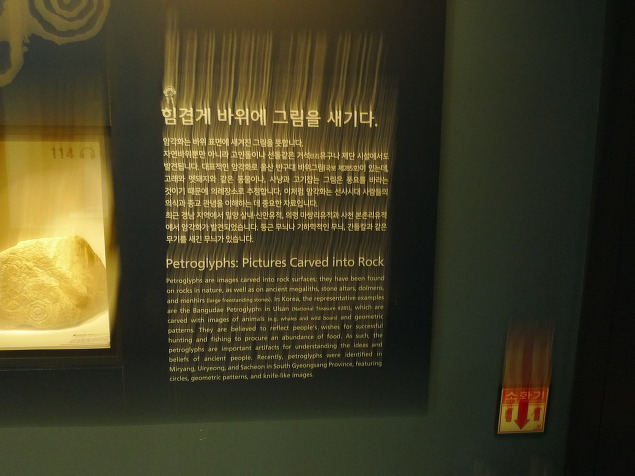 114
힘겹게 바위에 그림을 새기다.
암각화는 바위 표면에 새겨진 그림을 뜻합니다.
자연바위뿐만 아니라 고인돌이나 선돌같은 거석유구나 제단 시설에서도
발견됩니다. 대표적인 암각화로 울산 반구대 바위그림(국보 제285호)이 있는데,
고래와 멧돼지와 같은 동물이나, 사냥과 고기잡는 그림은 풍요를 바라는
것이기 때문에 의례장소로 추정합니다. 이처럼 암각화는 선사시대 사람들의
의식과 종교 관념을 이해하는 데 중요한 자료입니다.
최근 경남 지역에서 밀양 살내·신안유적, 의령 마쌍리유적과 사천 본촌리유적
에서 암각화가 발견되었습니다. 둥근 무늬나 기하학적인 무늬, 간돌칼과 같은
무기를 새긴 무늬가 있습니다.
Petroglyphs: Pictures Carved into Rock
Petroglyphs are images carved into rock surfaces; they have been found
on rocks in nature, as well as on ancient megaliths, stone altars, dolmens,
and menhirs (large freestanding stones). In Korea, the representative examples
are the Bangudae Petroglyphs in Ulsan (National Treasure #285), which are
carved with images of animals (e.g. whales and wild boars) and geometric
patterns. They are believed to reflect people's wishes for successful
hunting and fishing to procure an abundance of food. As such, the
petroglyphs are important artifacts for understanding the ideas and
beliefs of ancient people. Recently, petroglyphs were identified in
Miryang, Uiryeong, and Sacheon in South Gyeongsang Province, featuring
circles, geometric patterns, and knife-like images.
소화기